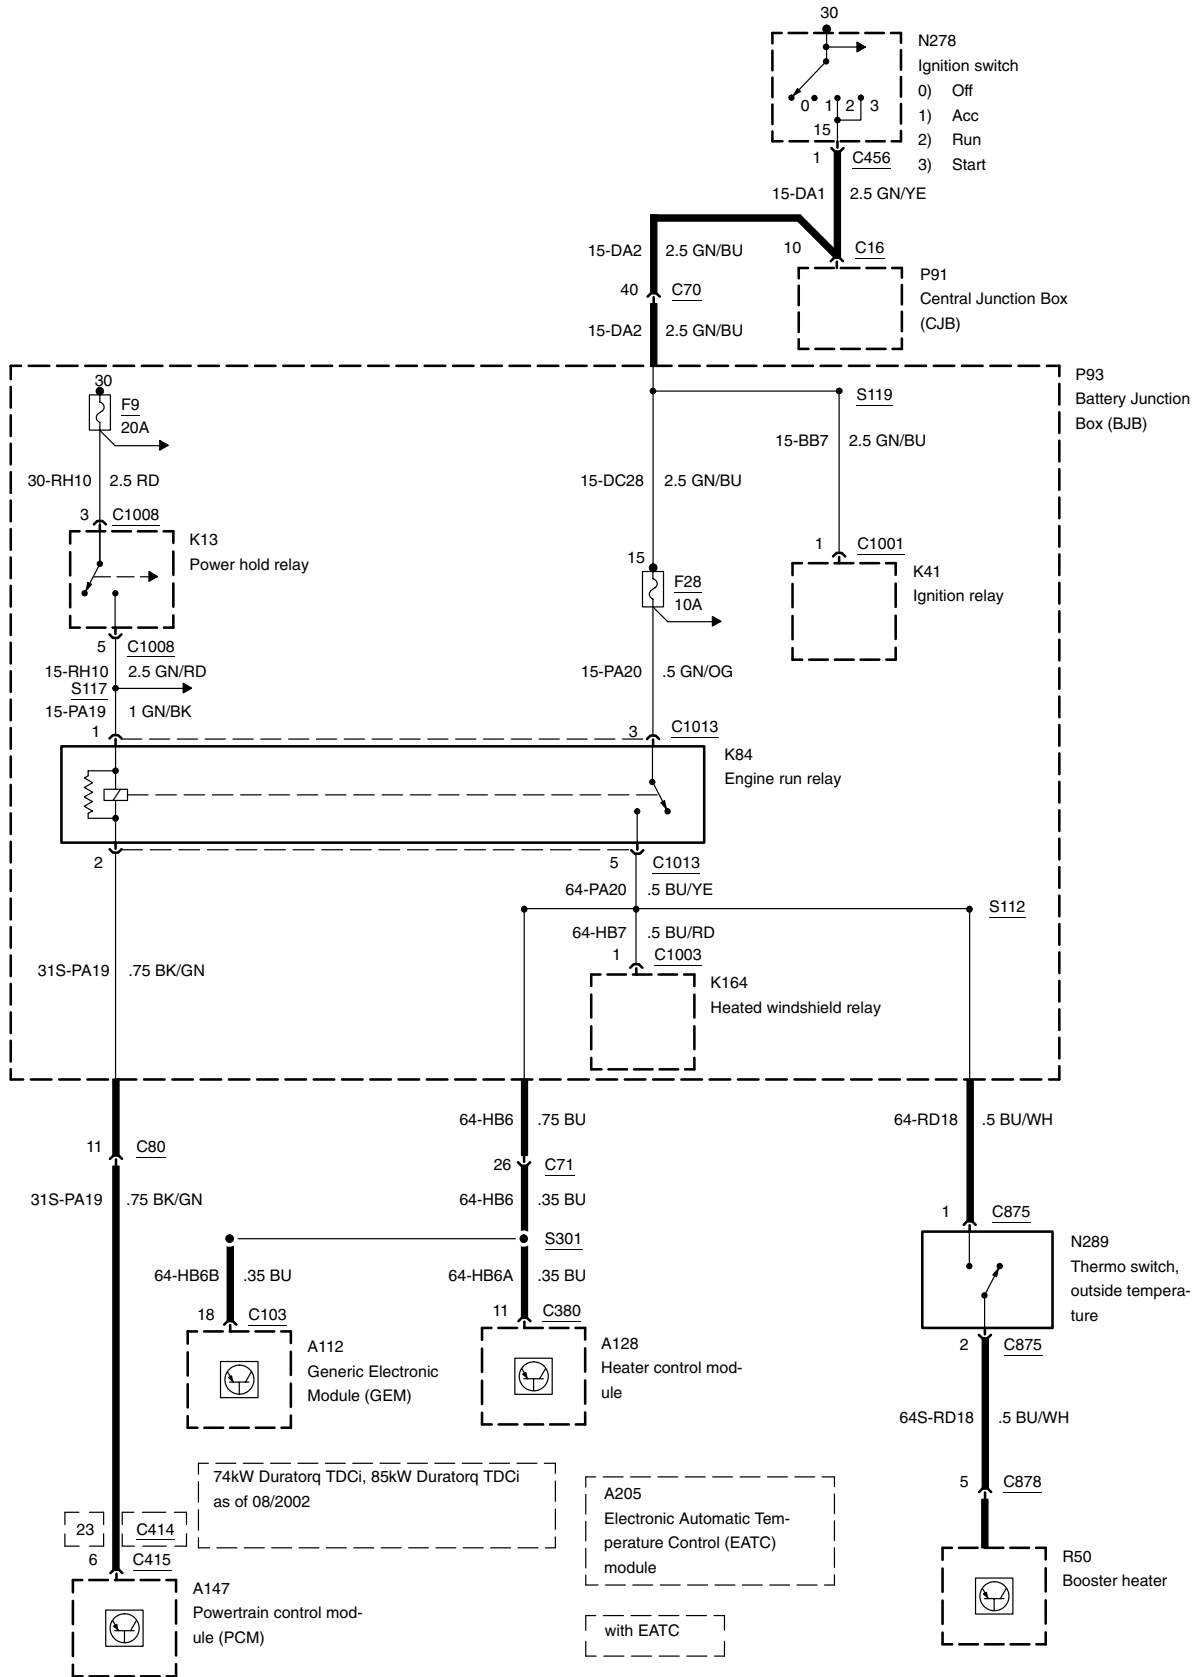 30
N278
Ignition switch
0) Off
1) Acc
2) Run
3) Start
0 1 2 3
15
1 C456
15-DA1 2.5 GN/YE
15-DA2 2.5 GN/BU
10 C16
P91
Central Junction Box
(CJB)
40 C70
15-DA2 2.5 GN/BU
P93
Battery Junction
Box (BJB)
30
F9
20A
S119
15-BB7 2.5 GN/BU
30-RH10 2.5 RD
15-DC28 2.5 GN/BU
3 C1008
K13
Power hold relay
1 C1001
K41
Ignition relay
15
F28
10A
5 C1008
15-RH10 2.5 GN/RD
S117
15-PA19 1 GN/BK
15-PA20 .5 GN/OG
1
3 C1013
K84
Engine run relay
2
5 C1013
64-PA20 .5 BU/YE
S112
64-HB7 .5 BU/RD
1 C1003
K164
Heated windshield relay
31S-PA19 .75 BK/GN
64-HB6 .75 BU
64-RD18 .5 BU/WH
11 C80
26 C71
31S-PA19 .75 BK/GN
64-HB6 .35 BU
1 C875
S301
N289
Thermo switch,
outside tempera-
ture
64-HB6B .35 BU
64-HB6A .35 BU
18 C103
11 C380
A112
Generic Electronic
Module (GEM)
A128
Heater control mod-
ule
2 C875
64S-RD18 .5 BU/WH
74kW Duratorq TDCi, 85kW Duratorq TDCi
as of 08/2002
A205
Electronic Automatic Tem-
perature Control (EATC)
module
5 C878
23 C414
6 C415
A147
Powertrain control mod-
ule (PCM)
R50
Booster heater
with EATC